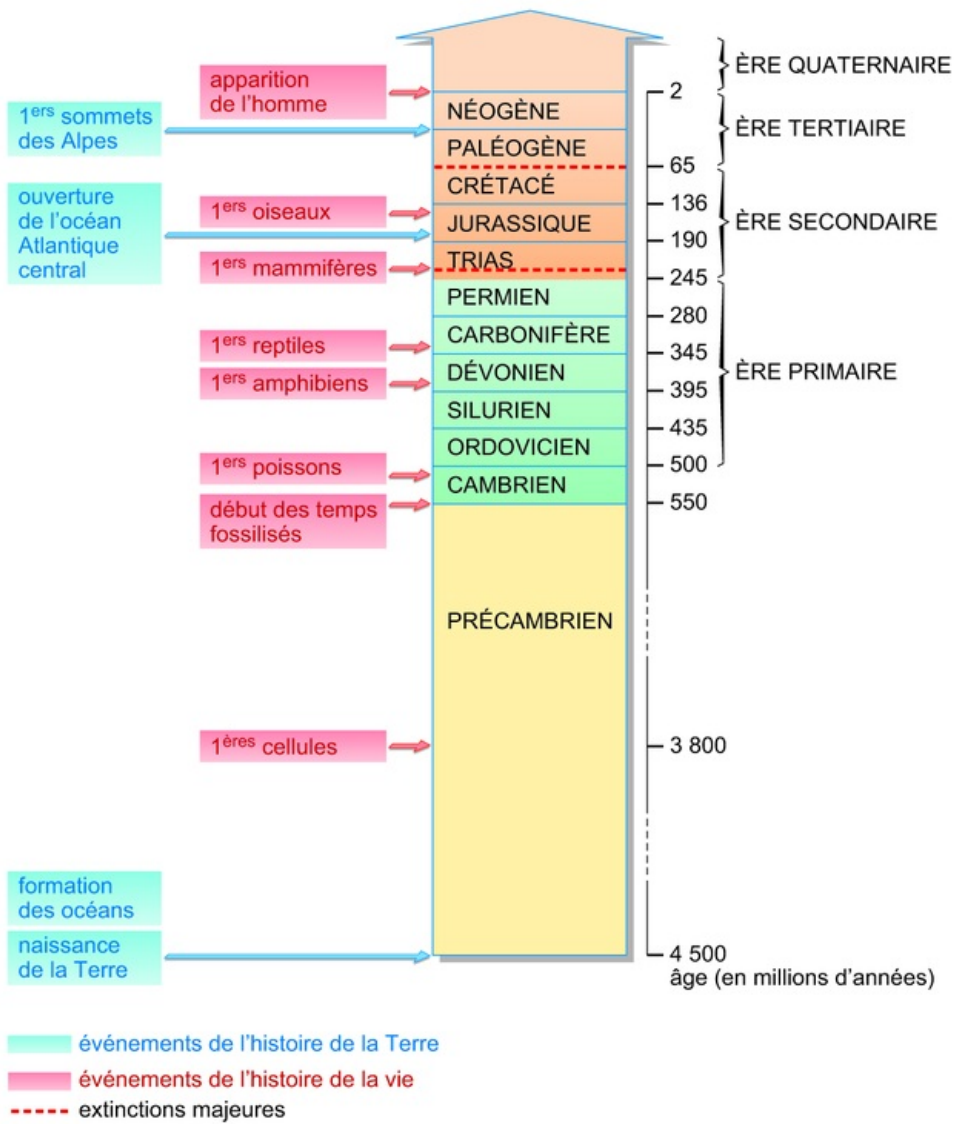 apparition
de l'homme
1ers sommets
des Alpes
ouverture
de l'océan
Atlantique
central
1ers oiseaux
1ers mammifères
1ers reptiles
1ers amphibiens
1ers poissons
début des temps
fossilisés
1ères cellules
formation
des océans
naissance
de la Terre
NÉOGÈNE
PALÉOGÈNE
CRÉTACÉ
JURASSIQUE
TRIAS
PERMIEN
CARBONIFÈRE
DÉVONIEN
SILURIEN
ORDOVICIEN
CAMBRIEN
PRÉCAMBRIEN
2
65
136
190
245
280
345
395
435
500
550
3 800
4 500
âge (en millions d'années)
ÈRE QUATERNAIRE
ÈRE TERTIAIRE
ÈRE SECONDAIRE
ÈRE PRIMAIRE
événements de l'histoire de la Terre
événements de l'histoire de la vie
extinctions majeures